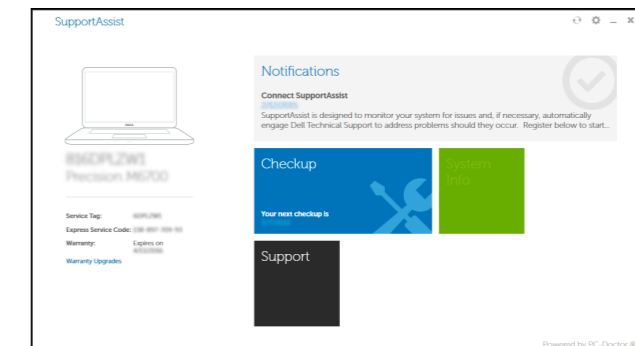 SupportAssist
Notifications
Connect SupportAssist
SupportAssist is designed to monitor your system for issues and, if necessary, automatically
engage Dell Technical Support to address problems should they occur. Register below to start...
Precision M6700
Checkup
System
Info
Your next checkup is
Service Tag:
Express Service Code:
Warranty: Expires on
Warranty Upgrades
Support
Powered by PC-Doctor ®